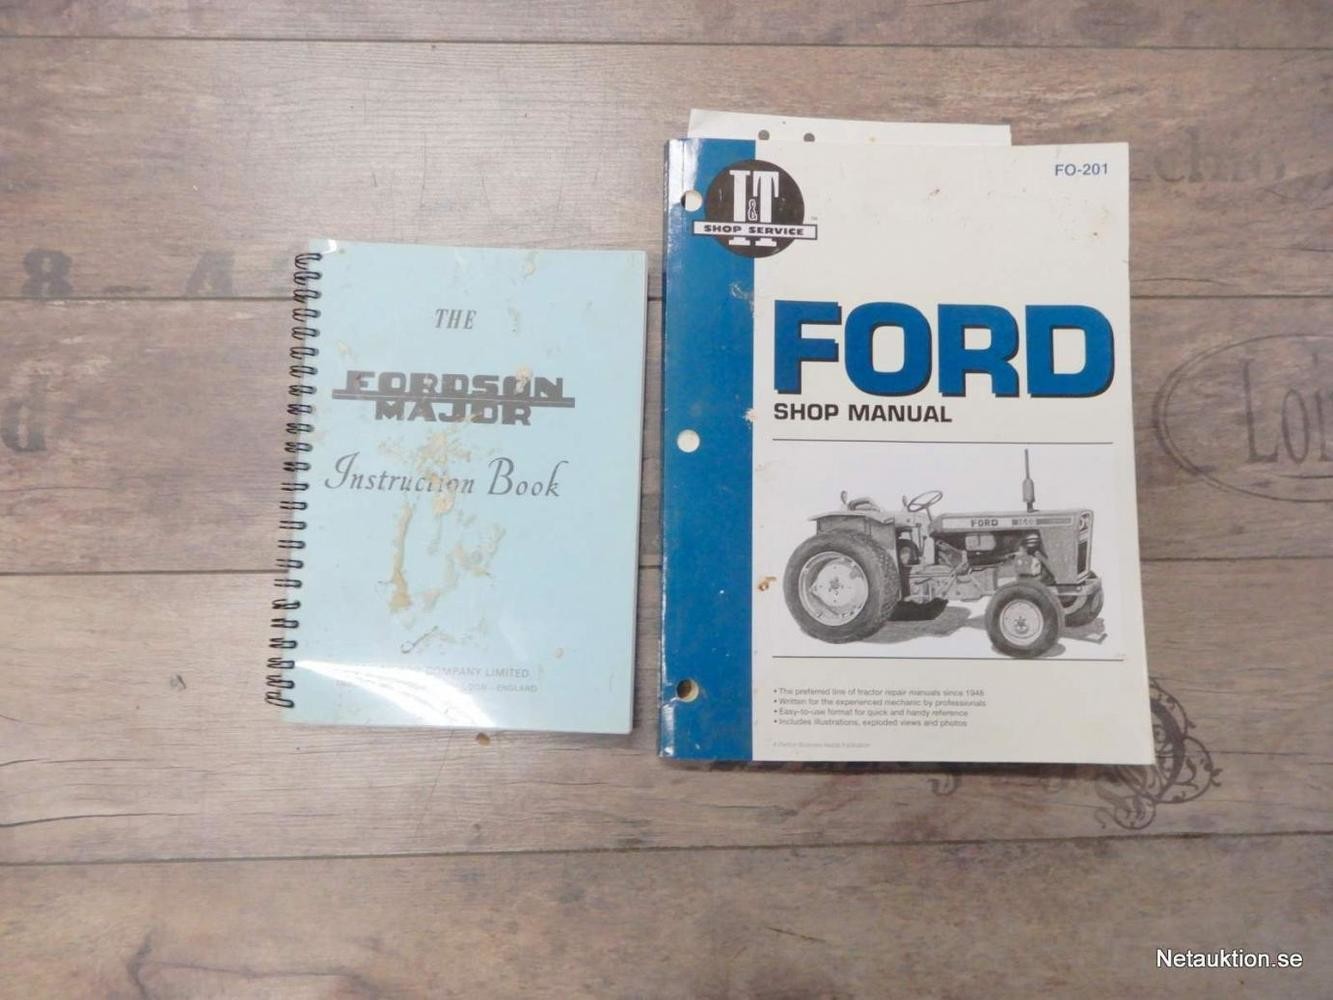 THE
FORDSON
MAJOR
Instruction Book
COMPANY LIMITED
ENGLAND
FO-201
I&T
SHOP SERVICE
FORD
SHOP MANUAL
FORD
• The preferred line of tractor repair manuals since 1948
• Written for the experienced mechanic by professionals
• Easy-to-use format for quick and handy reference
• Includes illustrations, exploded views and photos
8 - A
d
Netauktion.se